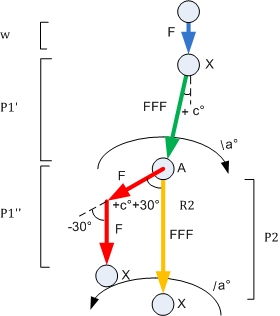 w
F
X
P1'
FFF
+ c°
\a°
A
F
+c°+30°
R2
-30°
F
FFF
P1''
P2
X
/a°
X